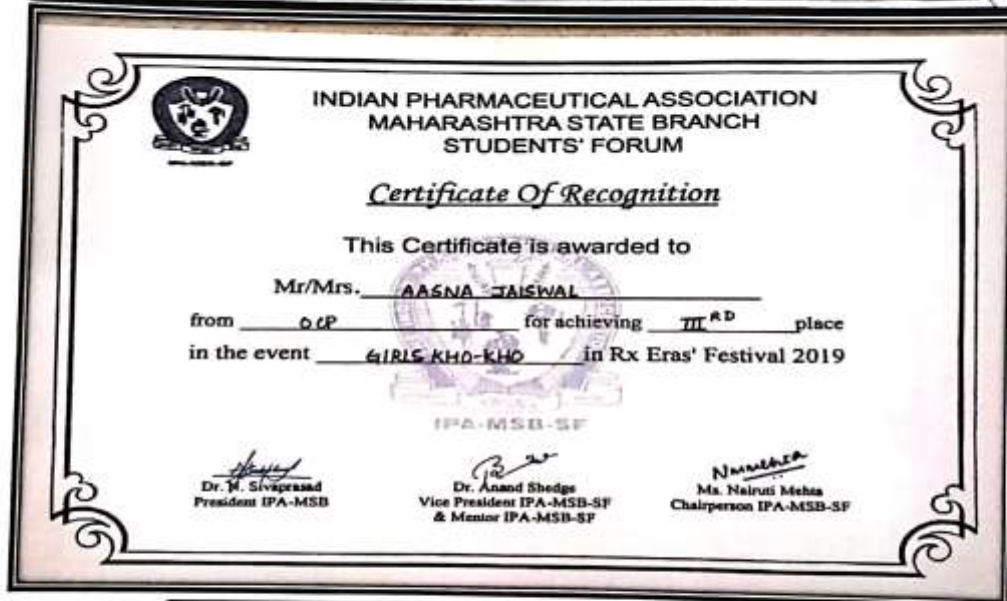 INDIAN PHARMACEUTICAL ASSOCIATION
MAHARASHTRA STATE BRANCH
STUDENTS' FORUM
Certificate Of Recognition
This Certificate is awarded to
Mr/Mrs. AASNA JAISWAL
from OCP for achieving IIIRD place
in the event GIRLS KHO-KHO in Rx Eras' Festival 2019
IPA-MSB-SF
Dr. N. Sivaprasad
President IPA-MSB
Dr. Anand Shedge
Vice President IPA-MSB-SF
& Mentor IPA-MSB-SF
Ms. Nairuti Mehta
Chairperson IPA-MSB-SF